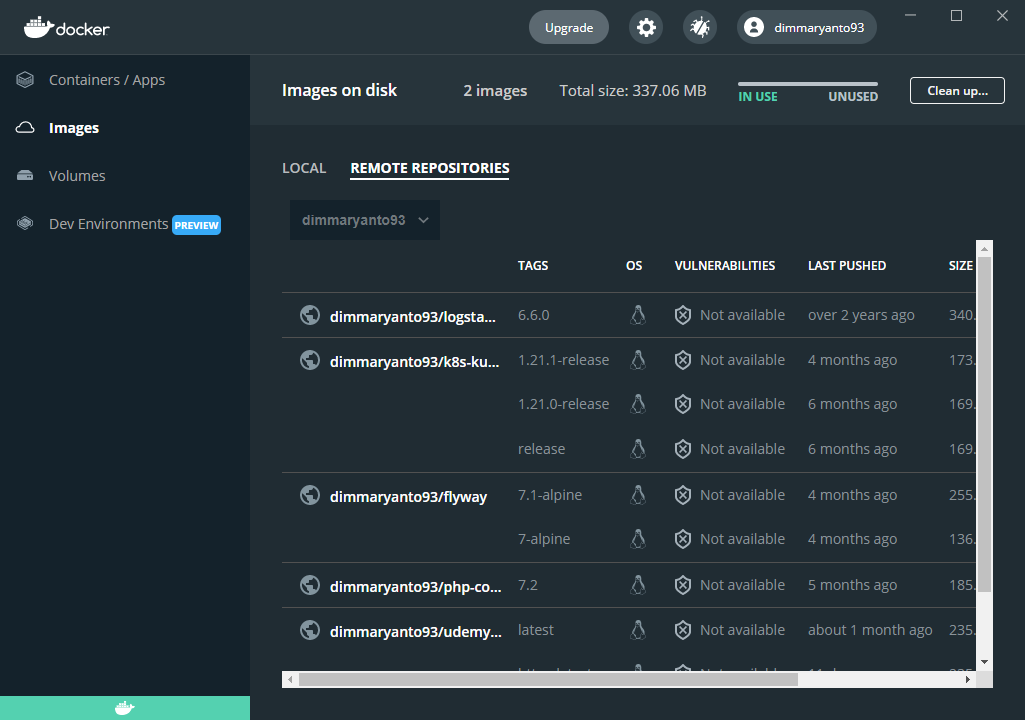 docker
Upgrade
dimmaryanto93
Containers / Apps
Images
Volumes
Dev Environments PREVIEW
Images on disk 2 images Total size: 337.06 MB IN USE UNUSED Clean up...
LOCAL REMOTE REPOSITORIES
dimmaryanto93
TAGS OS VULNERABILITIES LAST PUSHED SIZE
dimmaryanto93/logsta... 6.6.0 Not available over 2 years ago 340.
dimmaryanto93/k8s-ku... 1.21.1-release Not available 4 months ago 173.
1.21.0-release Not available 6 months ago 169.
release Not available 6 months ago 169.
dimmaryanto93/flyway 7.1-alpine Not available 4 months ago 255.
7-alpine Not available 4 months ago 136.
dimmaryanto93/php-co... 7.2 Not available 5 months ago 185.
dimmaryanto93/udemy... latest Not available about 1 month ago 235.